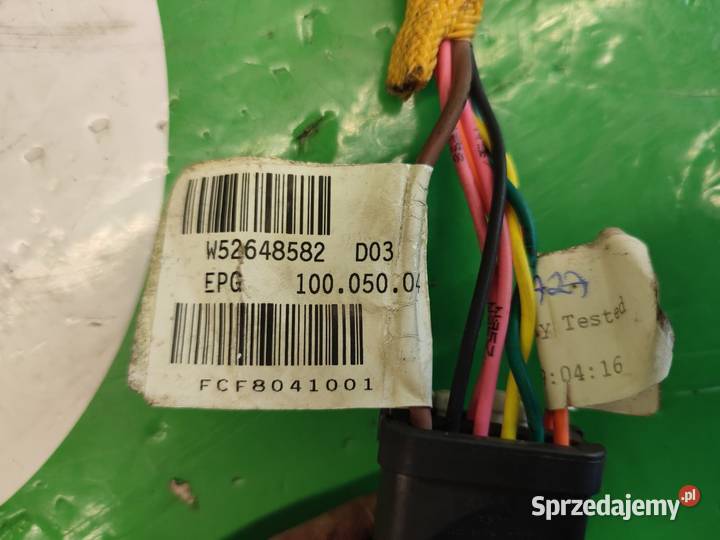 W52648582 D03
EPG 100.050.04
FCF8041001
Tested
:04:16
Sprzedajemy.pl